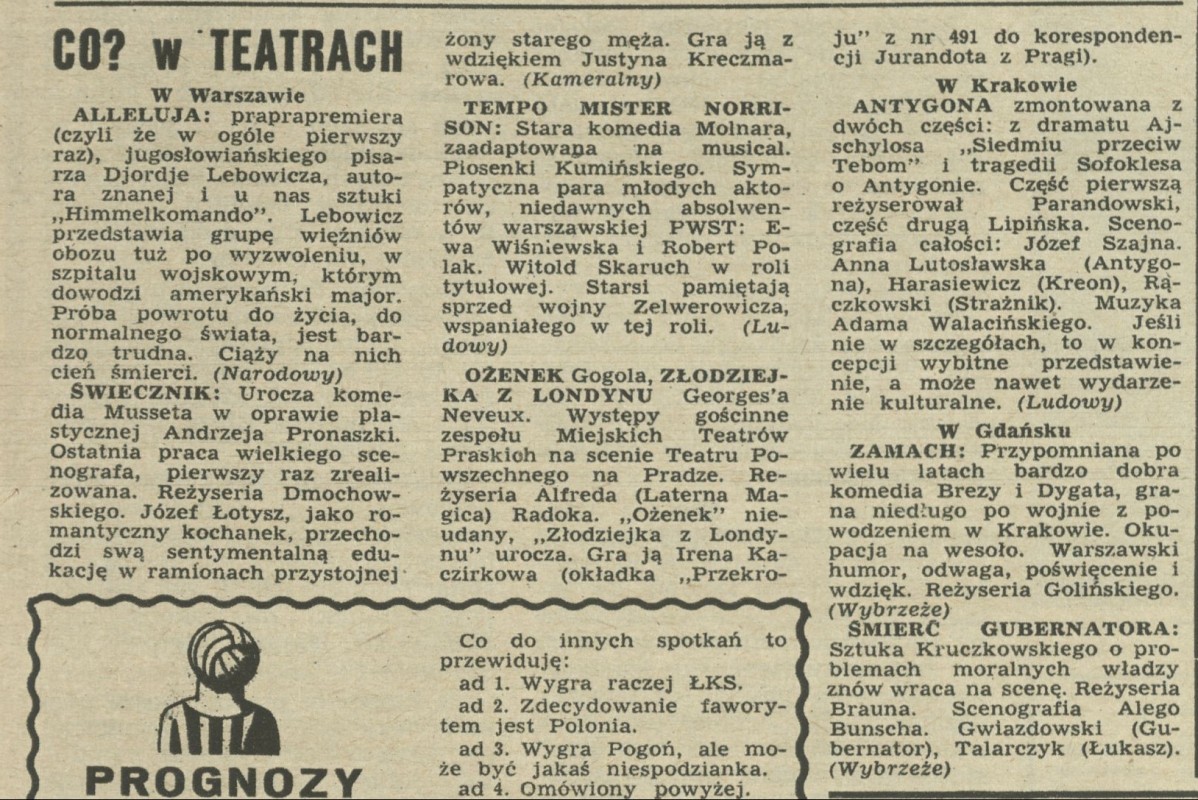 CO? w TEATRACH
W Warszawie
ALLELUJA: praprapremiera
(czyli że w ogóle pierwszy
raz), jugosłowiańskiego pisa-
rza Djordje Lebowicza, auto-
ra znanej i u nas sztuki
„Himmelkomando". Lebowicz
przedstawia grupę więźniów
obozu tuż po wyzwoleniu, w
szpitalu wojskowym, którym
dowodzi amerykański major.
Próba powrotu do życia, do
normalnego świata, jest bar-
dzo trudna. Ciąży na nich
cień śmierci. (Narodowy)
ŚWIECZNIK: Urocza kome-
dia Musseta w oprawie pla-
stycznej Andrzeja Pronaszki.
Ostatnia praca wielkiego sce-
nografa, pierwszy raz zreali-
zowana. Reżyseria Dmochow-
skiego. Józef Łotysz, jako ro-
mantyczny kochanek, przecho-
dzi swą sentymentalną edu-
kację w ramionach przystojnej
żony starego męża. Gra ją z
wdziękiem Justyna Kreczma-
rowa. (Kameralny)
TEMPO MISTER NORRI-
SON: Stara komedia Molnara,
zaadaptowana na musical.
Piosenki Kumińskiego. Sym-
patyczna para młodych akto-
rów, niedawnych absolwen-
tów warszawskiej PWST: E-
wa Wiśniewska i Robert Po-
lak. Witold Skaruch w roli
tytułowej. Starsi pamiętają
sprzed wojny Zelwerowicza,
wspaniałego w tej roli. (Lu-
dowy)
OŻENEK Gogola, ZŁODZIEJ-
KA Z LONDYNU Georges'a
Neveux. Występy gościnne
zespołu Miejskich Teatrów
Praskich na scenie Teatru Po-
wszechnego na Pradze. Re-
żyseria Alfreda (Laterna Ma-
gica) Radoka. „Ożenek" nie-
udany, „Złodziejka z Londy-
nu" urocza. Gra ją Irena Ka-
czirkowa (okładka „Przekro-
ju" z nr 491 do koresponden-
cji Jurandota z Pragi).
W Krakowie
ANTYGONA zmontowana z
dwóch części: z dramatu Aj-
schylosa „Siedmiu przeciw
Tebom" i tragedii Sofoklesa
o Antygonie. Część pierwszą
reżyserował Parandowski,
część drugą Lipińska. Sceno-
grafia całości: Józef Szajna.
Anna Lutosławska (Antygo-
na), Harasiewicz (Kreon), Rą-
czkowski (Strażnik). Muzyka
Adama Walacińskiego. Jeśli
nie w szczegółach, to w kon-
cepcji wybitne przedstawie-
nie, a może nawet wydarze-
nie kulturalne. (Ludowy)
W Gdańsku
ZAMACH: Przypomniana po
wielu latach bardzo dobra
komedia Brezy i Dygata, gra-
na niedługo po wojnie z po-
wodzeniem w Krakowie. Oku-
pacja na wesoło. Warszawski
humor, odwaga, poświęcenie i
wdzięk. Reżyseria Golińskiego.
(Wybrzeże)
ŚMIERĆ GUBERNATORA:
Sztuka Kruczkowskiego o pro-
blemach moralnych władzy
znów wraca na scenę. Reżyseria
Brauna. Scenografia Alego
Bunscha. Gwiazdowski (Gu-
bernator), Talarczyk (Łukasz).
(Wybrzeże)
PROGNOZY
Co do innych spotkań to
przewiduję:
ad 1. Wygra raczej ŁKS.
ad 2. Zdecydowanie fawory-
tem jest Polonia.
ad 3. Wygra Pogoń, ale mo-
że być jakaś niespodzianka.
ad 4. Omówiony powyżej.